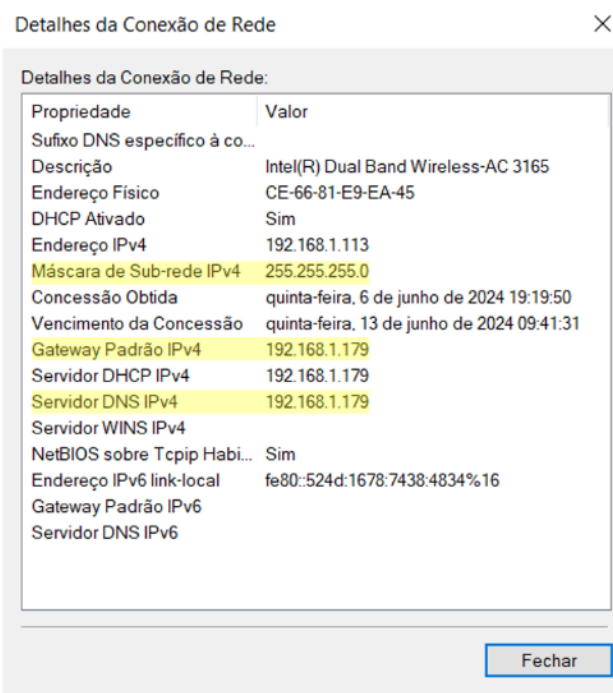 Detalhes da Conexão de Rede
Detalhes da Conexão de Rede:
Propriedade Valor
Sufixo DNS específico à co...
Descrição Intel(R) Dual Band Wireless-AC 3165
Endereço Físico CE-66-81-E9-EA-45
DHCP Ativado Sim
Endereço IPv4 192.168.1.113
Máscara de Sub-rede IPv4 255.255.255.0
Concessão Obtida quinta-feira, 6 de junho de 2024 19:19:50
Vencimento da Concessão quinta-feira, 13 de junho de 2024 09:41:31
Gateway Padrão IPv4 192.168.1.179
Servidor DHCP IPv4 192.168.1.179
Servidor DNS IPv4 192.168.1.179
Servidor WINS IPv4
NetBIOS sobre Tcpip Habi... Sim
Endereço IPv6 link-local fe80::524d:1678:7438:4834%16
Gateway Padrão IPv6
Servidor DNS IPv6
Fechar